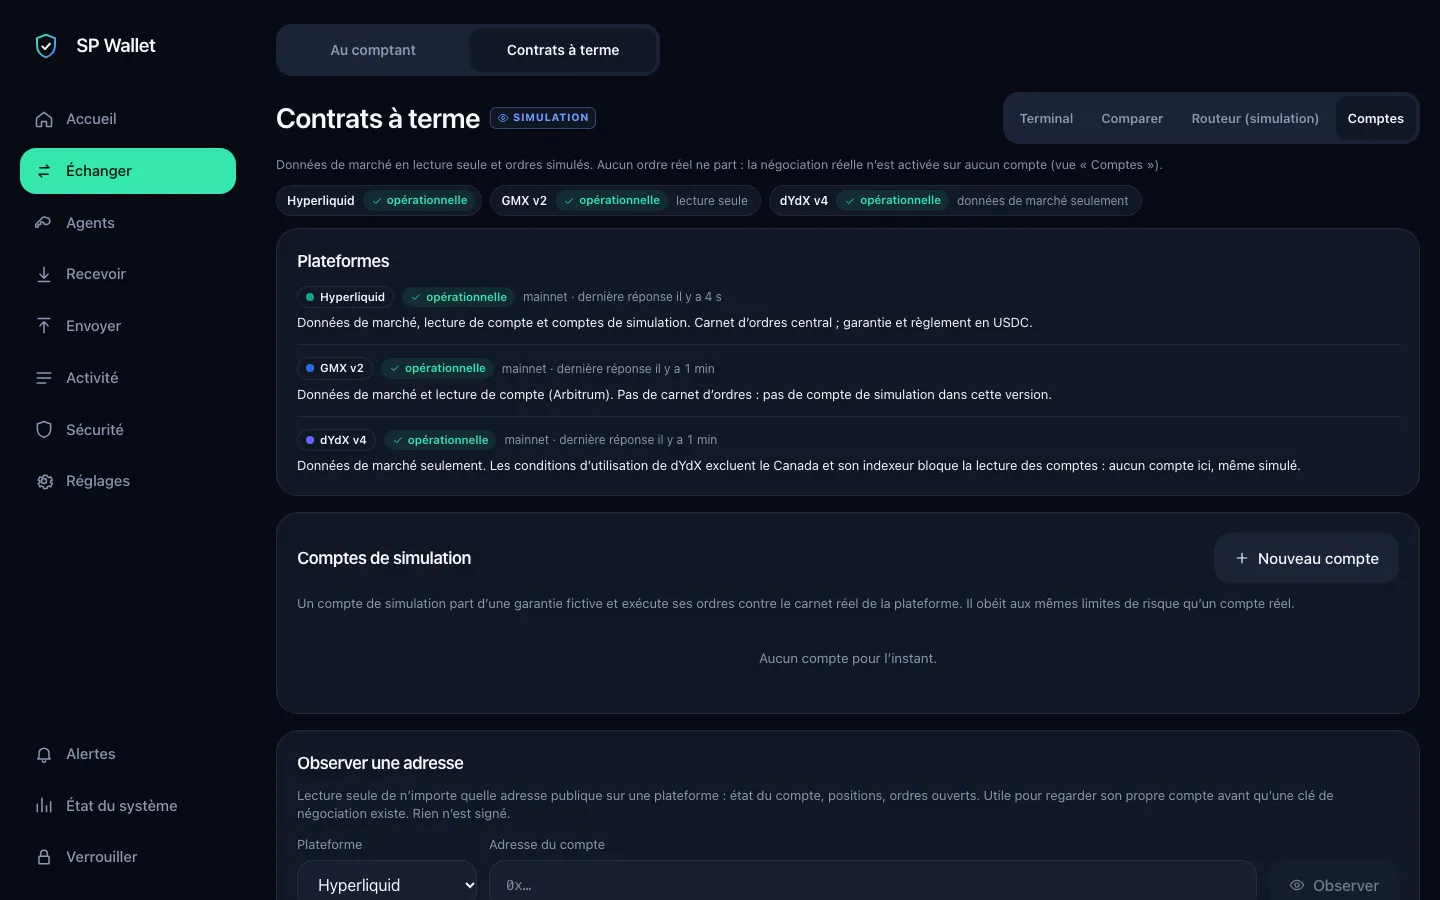 SP Wallet
Accueil
Échanger
Agents
Recevoir
Envoyer
Activité
Sécurité
Réglages
Alertes
État du système
Verrouiller
Au comptant
Contrats à terme
Contrats à terme
SIMULATION
Terminal
Comparer
Routeur (simulation)
Comptes
Données de marché en lecture seule et ordres simulés. Aucun ordre réel ne part : la négociation réelle n’est activée sur aucun compte (vue « Comptes »).
Hyperliquid opérationnelle
GMX v2 opérationnelle lecture seule
dYdX v4 opérationnelle données de marché seulement
Plateformes
Hyperliquid opérationnelle mainnet · dernière réponse il y a 4 s
Données de marché, lecture de compte et comptes de simulation. Carnet d’ordres central ; garantie et règlement en USDC.
GMX v2 opérationnelle mainnet · dernière réponse il y a 1 min
Données de marché et lecture de compte (Arbitrum). Pas de carnet d’ordres : pas de compte de simulation dans cette version.
dYdX v4 opérationnelle mainnet · dernière réponse il y a 1 min
Données de marché seulement. Les conditions d’utilisation de dYdX excluent le Canada et son indexeur bloque la lecture des comptes : aucun compte ici, même simulé.
Comptes de simulation
Nouveau compte
Un compte de simulation part d’une garantie fictive et exécute ses ordres contre le carnet réel de la plateforme. Il obéit aux mêmes limites de risque qu’un compte réel.
Aucun compte pour l’instant.
Observer une adresse
Lecture seule de n’importe quelle adresse publique sur une plateforme : état du compte, positions, ordres ouverts. Utile pour regarder son propre compte avant qu’une clé de
négociation existe. Rien n’est signé.
Plateforme
Adresse du compte
Hyperliquid
0x…
Observer